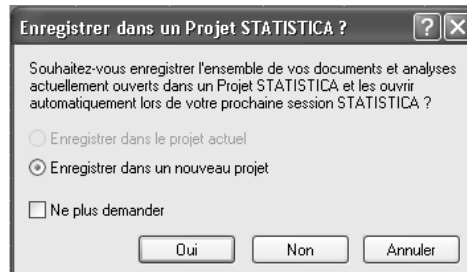 Enregistrer dans un Projet STATISTICA ?
Souhaitez-vous enregistrer l'ensemble de vos documents et analyses
actuellement ouverts dans un Projet STATISTICA et les ouvrir
automatiquement lors de votre prochaine session STATISTICA ?
Enregistrer dans le projet actuel
Enregistrer dans un nouveau projet
Ne plus demander
Oui Non Annuler